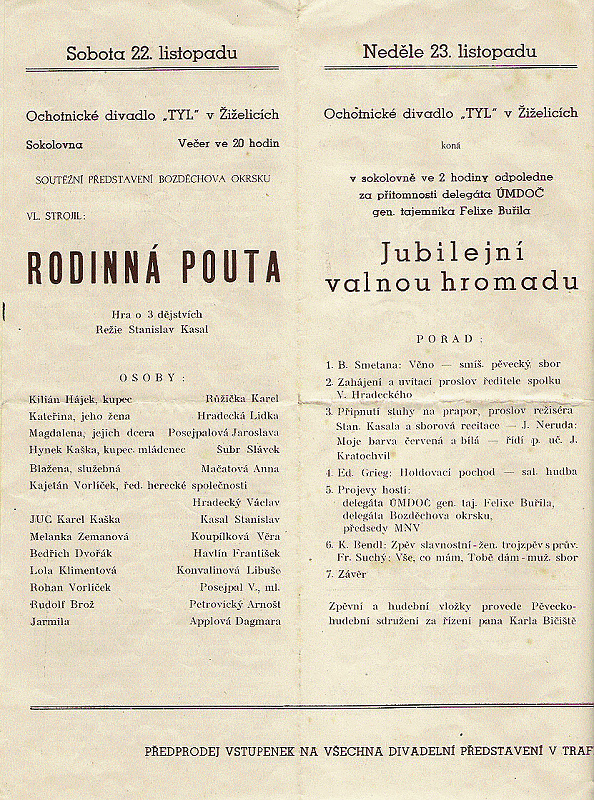 Sobota 22. listopadu
Ochotnické divadlo „TYL“ v Žiželicích
Sokolovna Večer ve 20 hodin
SOUTĚŽNÍ PŘEDSTAVENÍ BOZDĚCHOVA OKRSKU
VL. STROJIL:
RODINNÁ POUTA
Hra o 3 dějstvích
Režie Stanislav Kasal
OSOBY:
Kilián Hájek, kupec Růžička Karel
Kateřina, jeho žena Hradecká Lidka
Magdalena, jejich dcera Posejpalová Jaroslava
Hynek Kaška, kupec. mládenec Šubr Slávek
Blažena, služebná Mačatová Anna
Kajetán Vorlíček, řed. herecké společnosti
Hradecký Václav
JUC Karel Kaška Kasal Stanislav
Melanka Zemanová Koupílková Věra
Bedřich Dvořák Havlín František
Lola Klimentová Konvalinová Libuše
Rohan Vorlíček Posejpal V., ml.
Rudolf Brož Petrovický Arnošt
Jarmila Applová Dagmara
Neděle 23. listopadu
Ochotnické divadlo „TYL“ v Žiželicích
koná
v sokolovně ve 2 hodiny odpoledne
za přítomnosti delegáta ÚMDOČ
gen. tajemníka Felixe Buřila
Jubilejní
valnou hromadu
POŘAD:
1. B. Smetana: Věno — smíš. pěvecký sbor
2. Zahájení a uvítací proslov ředitele spolku
V. Hradeckého
3. Připnutí stuhy na prapor, proslov režiséra
Stan. Kasala a sborová recitace — J. Neruda:
Moje barva červená a bílá — řídí p. uč. J.
Kratochvil
4. Ed. Grieg: Holdovací pochod — sal. hudba
5. Projevy hostí:
delegáta ÚMDOČ gen. taj. Felixe Buřila,
delegáta Bozděchova okrsku,
předsedy MNV
6. K. Bendl: Zpěv slavnostní - žen. trojzpěv s prův.
Fr. Suchý: Vše, co mám, Tobě dám - muž. sbor
7. Závěr
Zpěvní a hudební vložky provede Pěvecko-
hudební sdružení za řízení pana Karla Bičiště
PŘEDPRODEJ VSTUPENEK NA VŠECHNA DIVADELNÍ PŘEDSTAVENÍ V TRAF